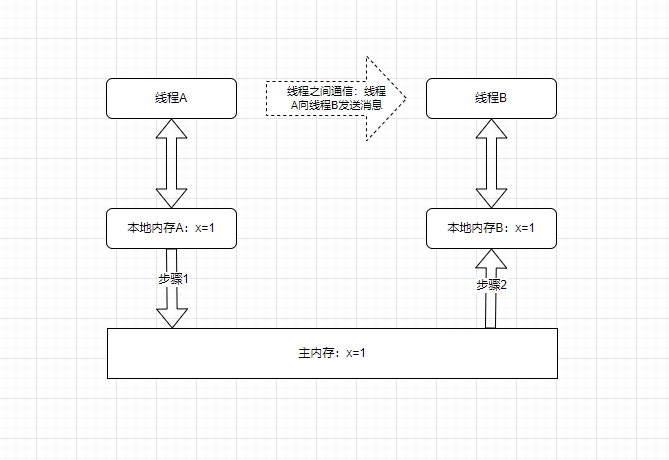 线程A
线程之间通信：线程
A向线程B发送消息
线程B
本地内存A：x=1
本地内存B：x=1
步骤1
步骤2
主内存：x=1